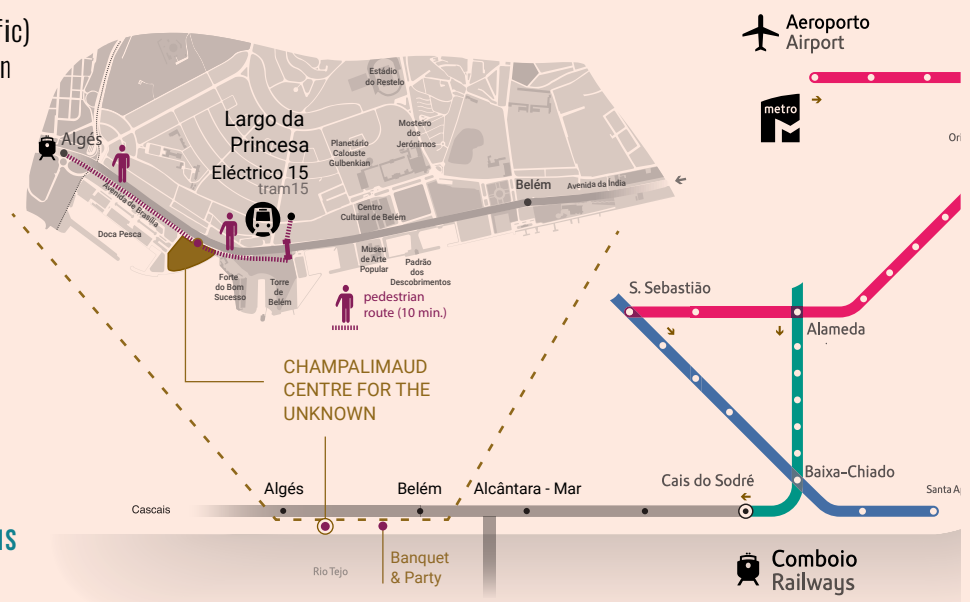 fic)
n
Aeroporto
Airport
metro
Ori
Estádio
do Restelo
Largo da
Princesa
Mosteiro
dos
Jerónimos
Planetário
Calouste
Gulbenkian
Algés
Eléctrico 15
tram15
Belém
Avenida da Índia
Avenida de Brasília
Centro
Cultural de Belém
Doca Pesca
Museu
de Arte
Popular
Padrão
dos
Descobrimentos
Forte
do Bom
Sucesso
Torre
de
Belém
pedestrian
route (10 min.)
S. Sebastião
Alameda
CHAMPALIMAUD
CENTRE FOR THE
UNKNOWN
Baixa-Chiado
Cais do Sodré
Algés
Belém
Alcântara - Mar
Santa A
Cascais
Banquet
& Party
Rio Tejo
Comboio
Railways